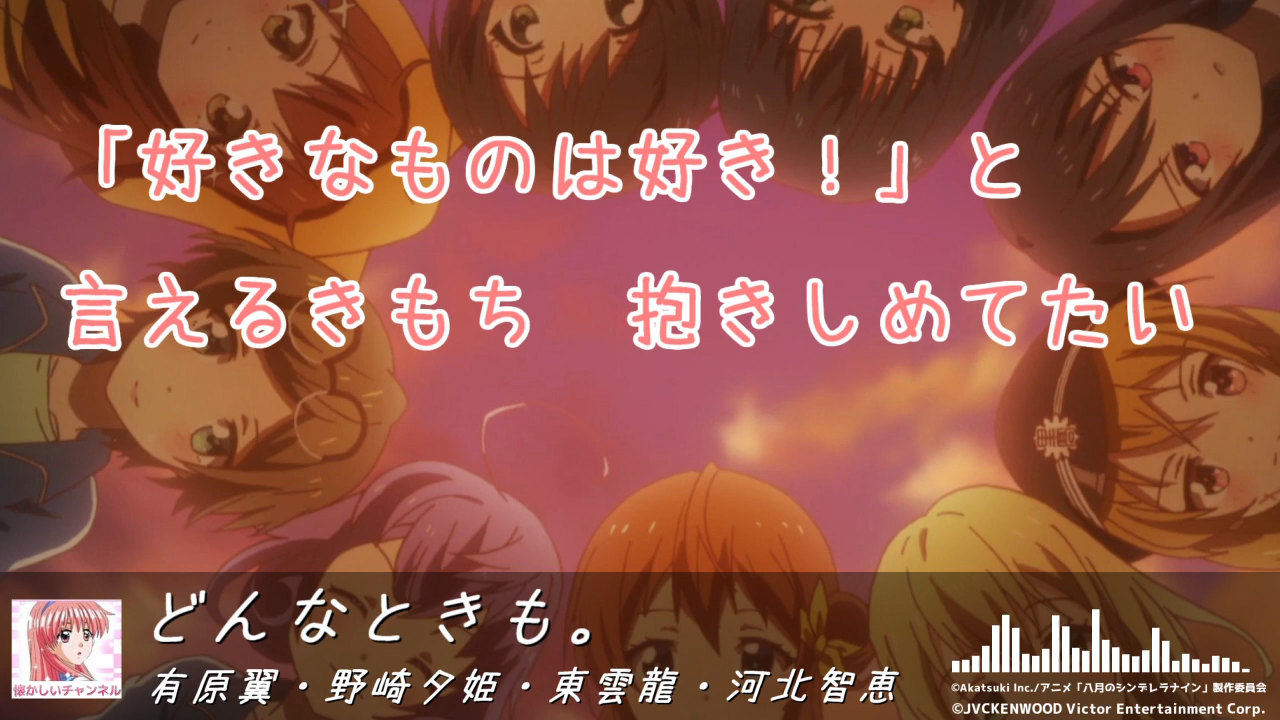 「好きなものは好き！」と
言えるきもち　抱きしめてたい
どんなときも。
有原翼・野崎夕姫・東雲龍・河北智恵
懐かしいチャンネル
©Akatsuki Inc./アニメ「八月のシンデレラナイン」製作委員会
©JVCKENWOOD Victor Entertainment Corp.